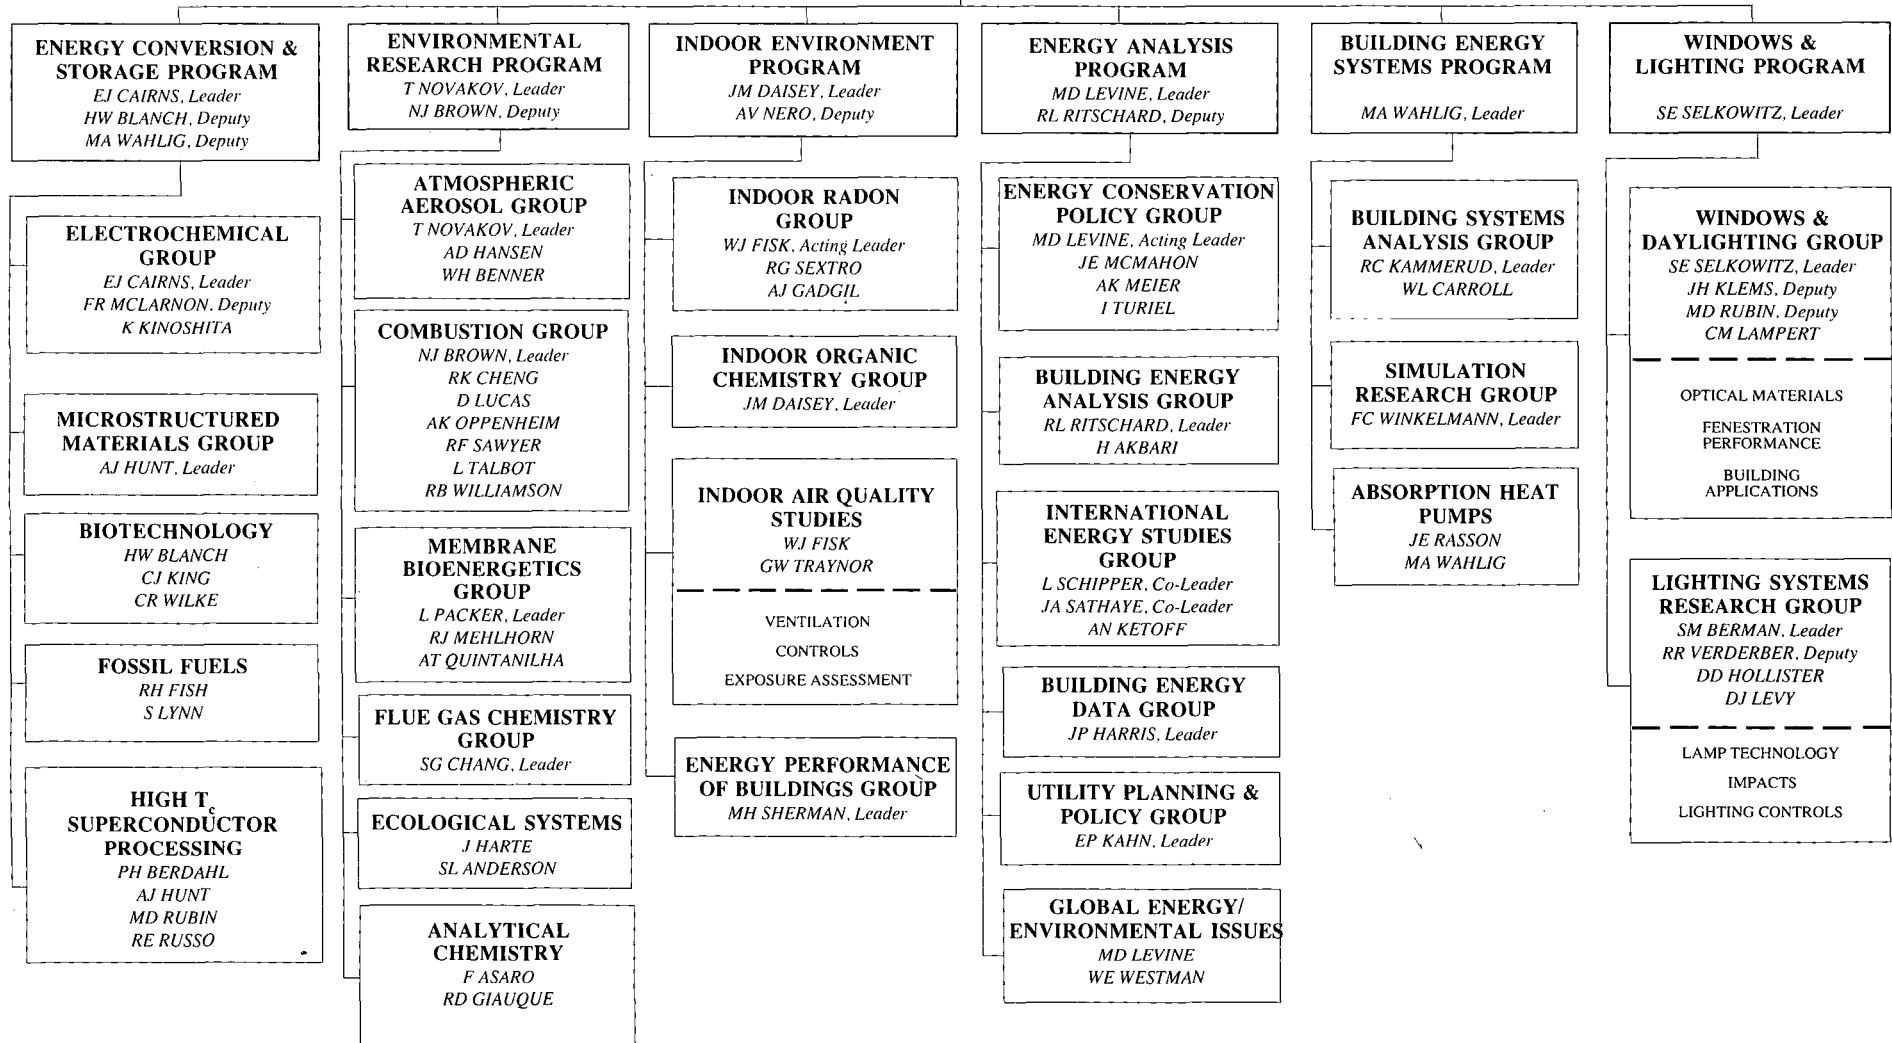 ENERGY CONVERSION &
STORAGE PROGRAM
EJ CAIRNS, Leader
HW BLANCH, Deputy
MA WAHLIG, Deputy
ELECTROCHEMICAL
GROUP
EJ CAIRNS, Leader
FR MCLARNON, Deputy
K KINOSHITA
MICROSTRUCTURED
MATERIALS GROUP
AJ HUNT, Leader
BIOTECHNOLOGY
HW BLANCH
CJ KING
CR WILKE
FOSSIL FUELS
RH FISH
S LYNN
HIGH Tc
SUPERCONDUCTOR
PROCESSING
PH BERDAHL
AJ HUNT
MD RUBIN
RE RUSSO
ENVIRONMENTAL
RESEARCH PROGRAM
T NOVAKOV, Leader
NJ BROWN, Deputy
ATMOSPHERIC
AEROSOL GROUP
T NOVAKOV, Leader
AD HANSEN
WH BENNER
COMBUSTION GROUP
NJ BROWN, Leader
RK CHENG
D LUCAS
AK OPPENHEIM
RF SAWYER
L TALBOT
RB WILLIAMSON
MEMBRANE
BIOENERGETICS
GROUP
L PACKER, Leader
RJ MEHLHORN
AT QUINTANILHA
FLUE GAS CHEMISTRY
GROUP
SG CHANG, Leader
ECOLOGICAL SYSTEMS
J HARTE
SL ANDERSON
ANALYTICAL
CHEMISTRY
F ASARO
RD GIAUQUE
INDOOR ENVIRONMENT
PROGRAM
JM DAISEY, Leader
AV NERO, Deputy
INDOOR RADON
GROUP
WJ FISK, Acting Leader
RG SEXTRO
AJ GADGIL
INDOOR ORGANIC
CHEMISTRY GROUP
JM DAISEY, Leader
INDOOR AIR QUALITY
STUDIES
WJ FISK
GW TRAYNOR
VENTILATION
CONTROLS
EXPOSURE ASSESSMENT
ENERGY PERFORMANCE
OF BUILDINGS GROUP
MH SHERMAN, Leader
ENERGY ANALYSIS
PROGRAM
MD LEVINE, Leader
RL RITSCHARD, Deputy
ENERGY CONSERVATION
POLICY GROUP
MD LEVINE, Acting Leader
JE MCMAHON
AK MEIER
I TURIEL
BUILDING ENERGY
ANALYSIS GROUP
RL RITSCHARD, Leader
H AKBARI
INTERNATIONAL
ENERGY STUDIES
GROUP
L SCHIPPER, Co-Leader
JA SATHAYE, Co-Leader
AN KETOFF
BUILDING ENERGY
DATA GROUP
JP HARRIS, Leader
UTILITY PLANNING &
POLICY GROUP
EP KAHN, Leader
GLOBAL ENERGY/
ENVIRONMENTAL ISSUES
MD LEVINE
WE WESTMAN
BUILDING ENERGY
SYSTEMS PROGRAM
MA WAHLIG, Leader
BUILDING SYSTEMS
ANALYSIS GROUP
RC KAMMERUD, Leader
WL CARROLL
SIMULATION
RESEARCH GROUP
FC WINKELMANN, Leader
ABSORPTION HEAT
PUMPS
JE RASSON
MA WAHLIG
WINDOWS &
LIGHTING PROGRAM
SE SELKOWITZ, Leader
WINDOWS &
DAYLIGHTING GROUP
SE SELKOWITZ, Leader
JH KLEMS, Deputy
MD RUBIN, Deputy
CM LAMPERT
OPTICAL MATERIALS
FENESTRATION
PERFORMANCE
BUILDING
APPLICATIONS
LIGHTING SYSTEMS
RESEARCH GROUP
SM BERMAN, Leader
RR VERDERBER, Deputy
DD HOLLISTER
DJ LEVY
LAMP TECHNOLOGY
IMPACTS
LIGHTING CONTROLS